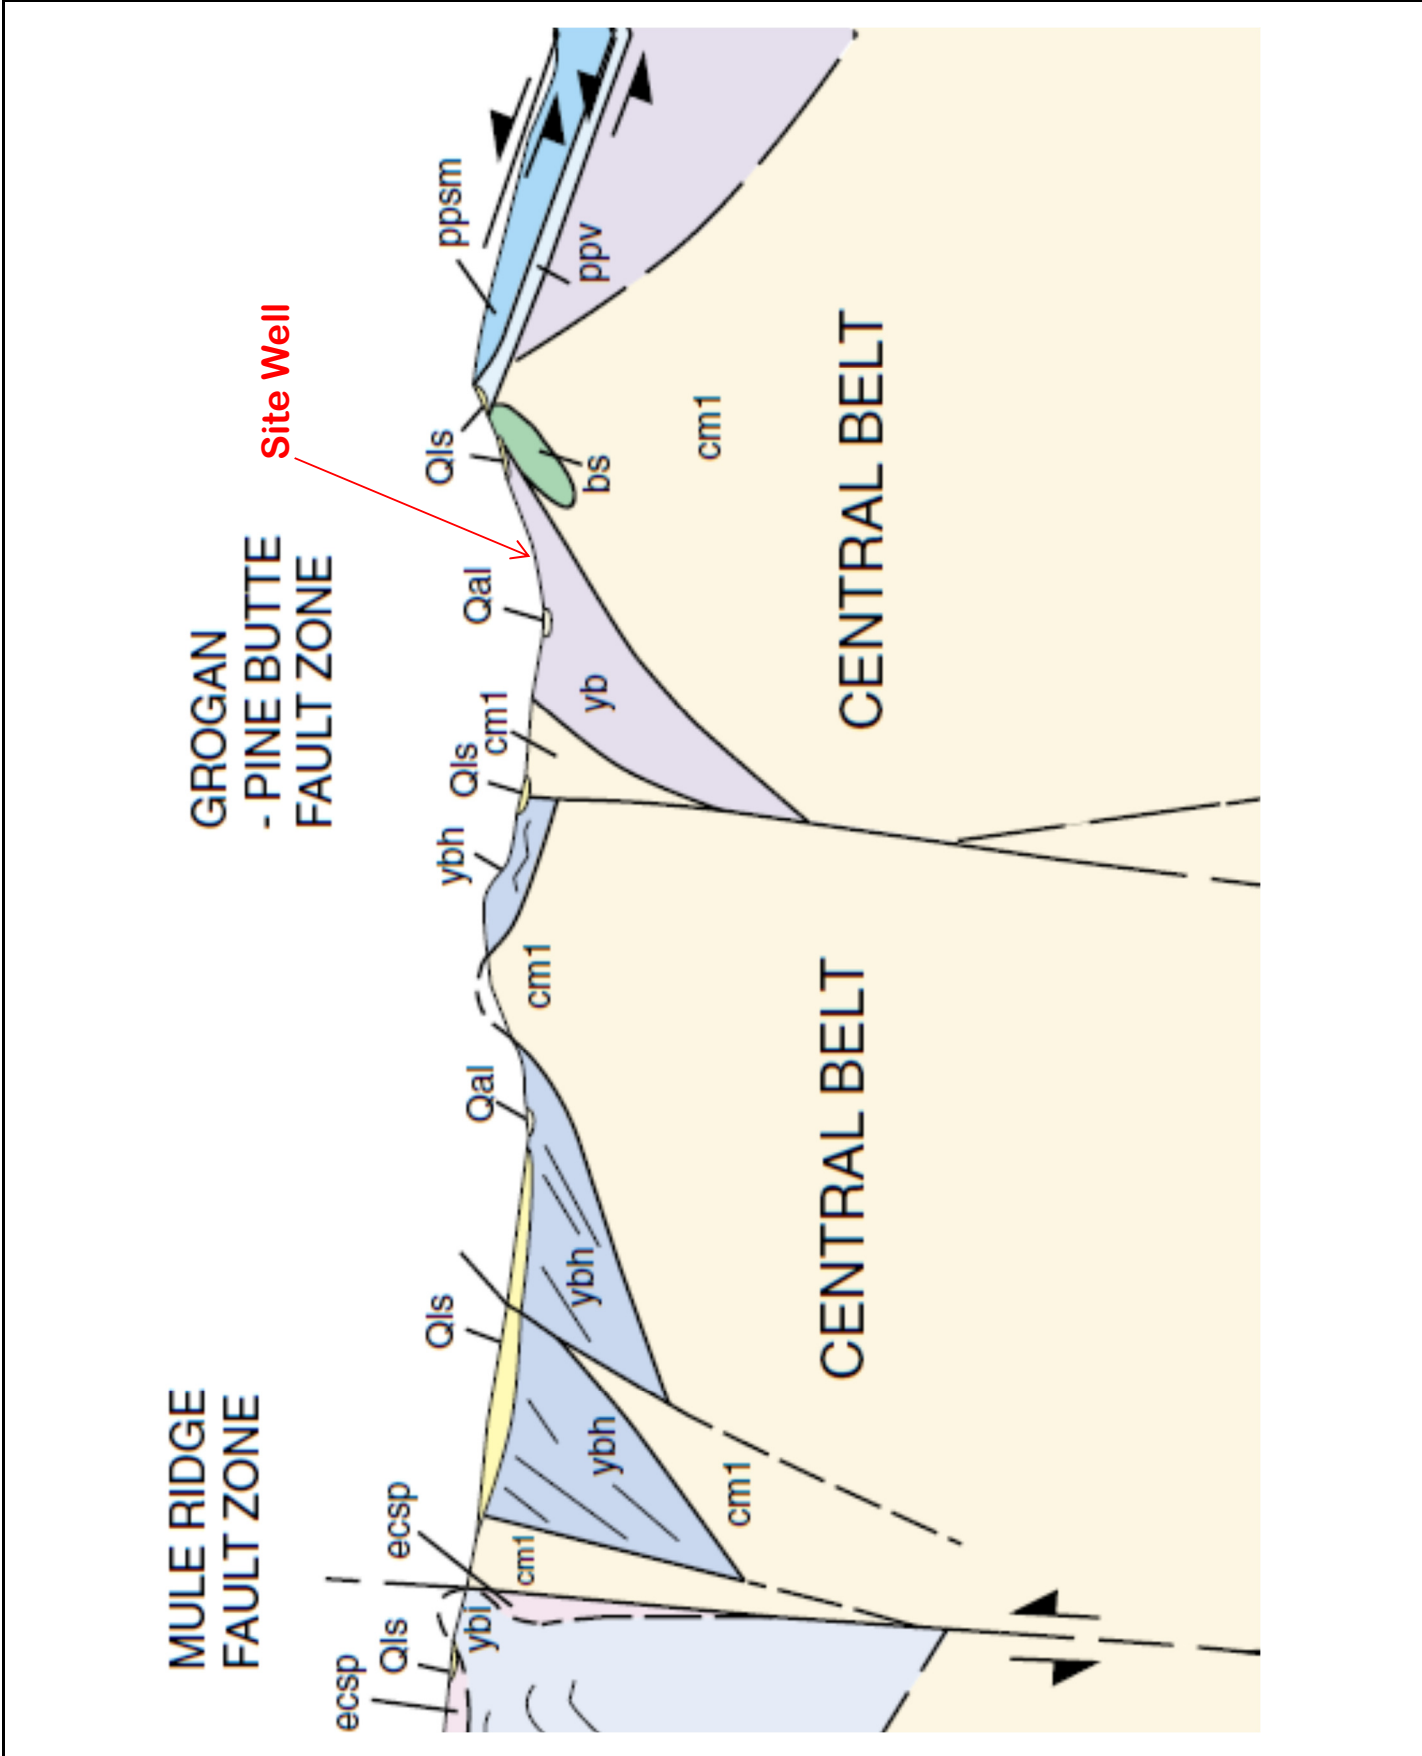 MULE RIDGE
FAULT ZONE
GROGAN
- PINE BUTTE
FAULT ZONE
Site Well
ecsp
Qls
ecsp
Qls
Qal
ybh
Qls
cm1
Qal
Qls
ppsm
ybi
cm1
cm1
ybh
ybh
yb
bs
ppv
cm1
cm1
CENTRAL BELT
CENTRAL BELT